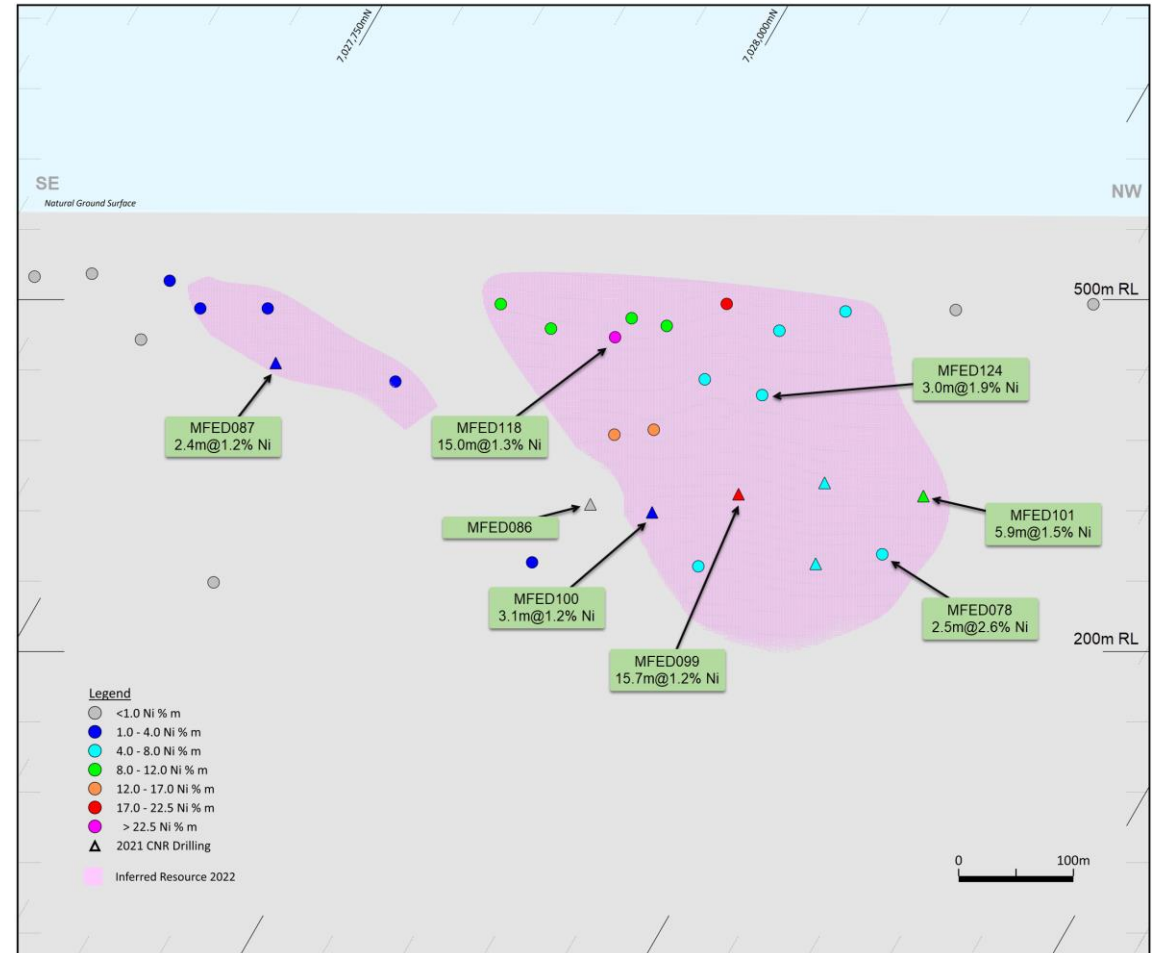 7,027,750mN
7,028,000mN
SE
NW
Natural Ground Surface
500m RL
MFED124
3.0m@1.9% Ni
MFED087
2.4m@1.2% Ni
MFED118
15.0m@1.3% Ni
MFED086
MFED101
5.9m@1.5% Ni
MFED100
3.1m@1.2% Ni
MFED078
2.5m@2.6% Ni
200m RL
MFED099
15.7m@1.2% Ni
Legend
<1.0 Ni % m
1.0 - 4.0 Ni % m
4.0 - 8.0 Ni % m
8.0 - 12.0 Ni % m
12.0 - 17.0 Ni % m
17.0 - 22.5 Ni % m
> 22.5 Ni % m
2021 CNR Drilling
Inferred Resource 2022
0 100m